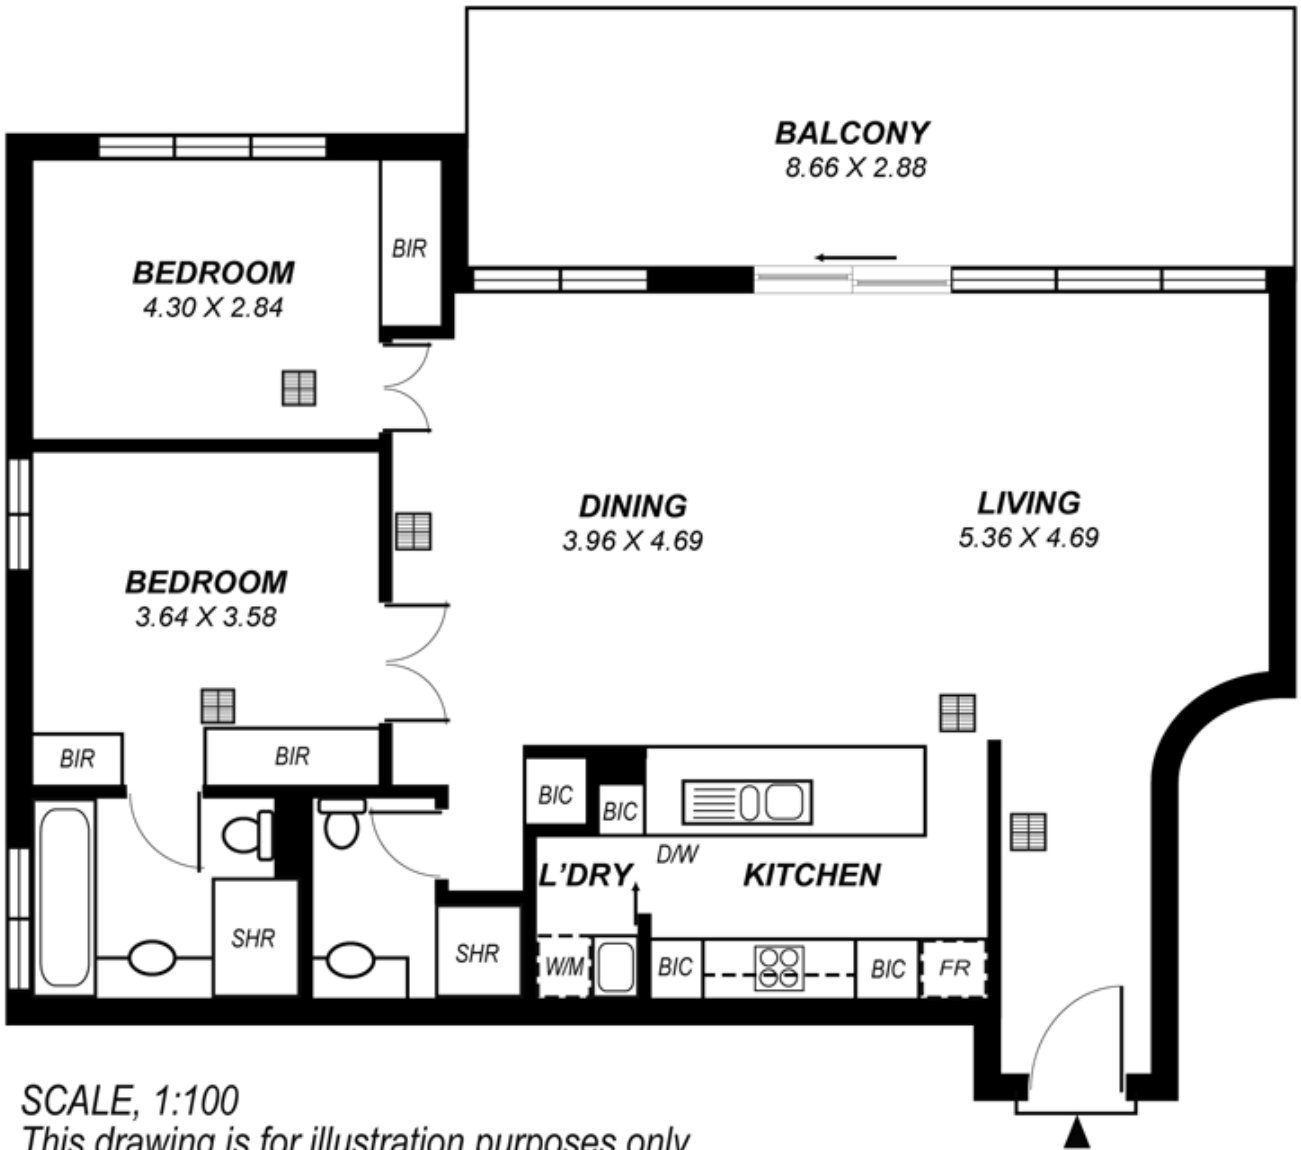 BALCONY
8.66 X 2.88
BEDROOM
4.30 X 2.84
BIR
DINING
3.96 X 4.69
LIVING
5.36 X 4.69
BEDROOM
3.64 X 3.58
BIR
BIR
BIC
BIC
D/W
L'DRY
KITCHEN
SHR
SHR
W/M
BIC
BIC
FR
SCALE, 1:100
This drawing is for illustration purposes only